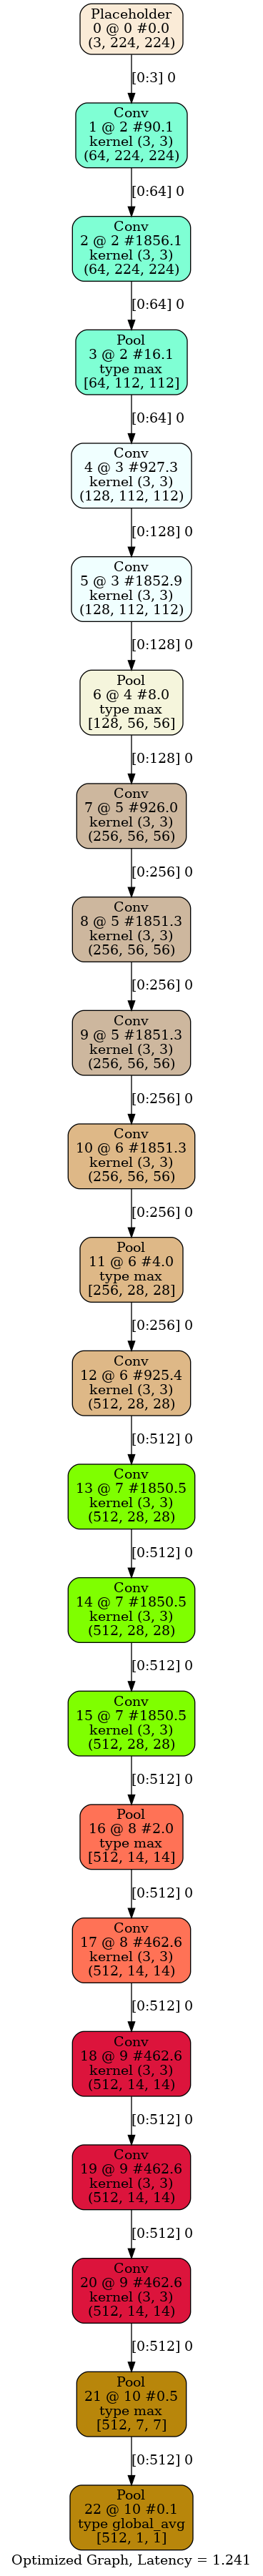 Placeholder
0 @ 0 #0.0
(3, 224, 224)
[0:3] 0
Conv
1 @ 2 #90.1
kernel (3, 3)
(64, 224, 224)
[0:64] 0
Conv
2 @ 2 #1856.1
kernel (3, 3)
(64, 224, 224)
[0:64] 0
Pool
3 @ 2 #16.1
type max
[64, 112, 112]
[0:64] 0
Conv
4 @ 3 #927.3
kernel (3, 3)
(128, 112, 112)
[0:128] 0
Conv
5 @ 3 #1852.9
kernel (3, 3)
(128, 112, 112)
[0:128] 0
Pool
6 @ 4 #8.0
type max
[128, 56, 56]
[0:128] 0
Conv
7 @ 5 #926.0
kernel (3, 3)
(256, 56, 56)
[0:256] 0
Conv
8 @ 5 #1851.3
kernel (3, 3)
(256, 56, 56)
[0:256] 0
Conv
9 @ 5 #1851.3
kernel (3, 3)
(256, 56, 56)
[0:256] 0
Conv
10 @ 6 #1851.3
kernel (3, 3)
(256, 56, 56)
[0:256] 0
Pool
11 @ 6 #4.0
type max
[256, 28, 28]
[0:256] 0
Conv
12 @ 6 #925.4
kernel (3, 3)
(512, 28, 28)
[0:512] 0
Conv
13 @ 7 #1850.5
kernel (3, 3)
(512, 28, 28)
[0:512] 0
Conv
14 @ 7 #1850.5
kernel (3, 3)
(512, 28, 28)
[0:512] 0
Conv
15 @ 7 #1850.5
kernel (3, 3)
(512, 28, 28)
[0:512] 0
Pool
16 @ 8 #2.0
type max
[512, 14, 14]
[0:512] 0
Conv
17 @ 8 #462.6
kernel (3, 3)
(512, 14, 14)
[0:512] 0
Conv
18 @ 9 #462.6
kernel (3, 3)
(512, 14, 14)
[0:512] 0
Conv
19 @ 9 #462.6
kernel (3, 3)
(512, 14, 14)
[0:512] 0
Conv
20 @ 9 #462.6
kernel (3, 3)
(512, 14, 14)
[0:512] 0
Pool
21 @ 10 #0.5
type max
[512, 7, 7]
[0:512] 0
Pool
22 @ 10 #0.1
type global_avg
[512, 1, 1]
Optimized Graph, Latency = 1.241